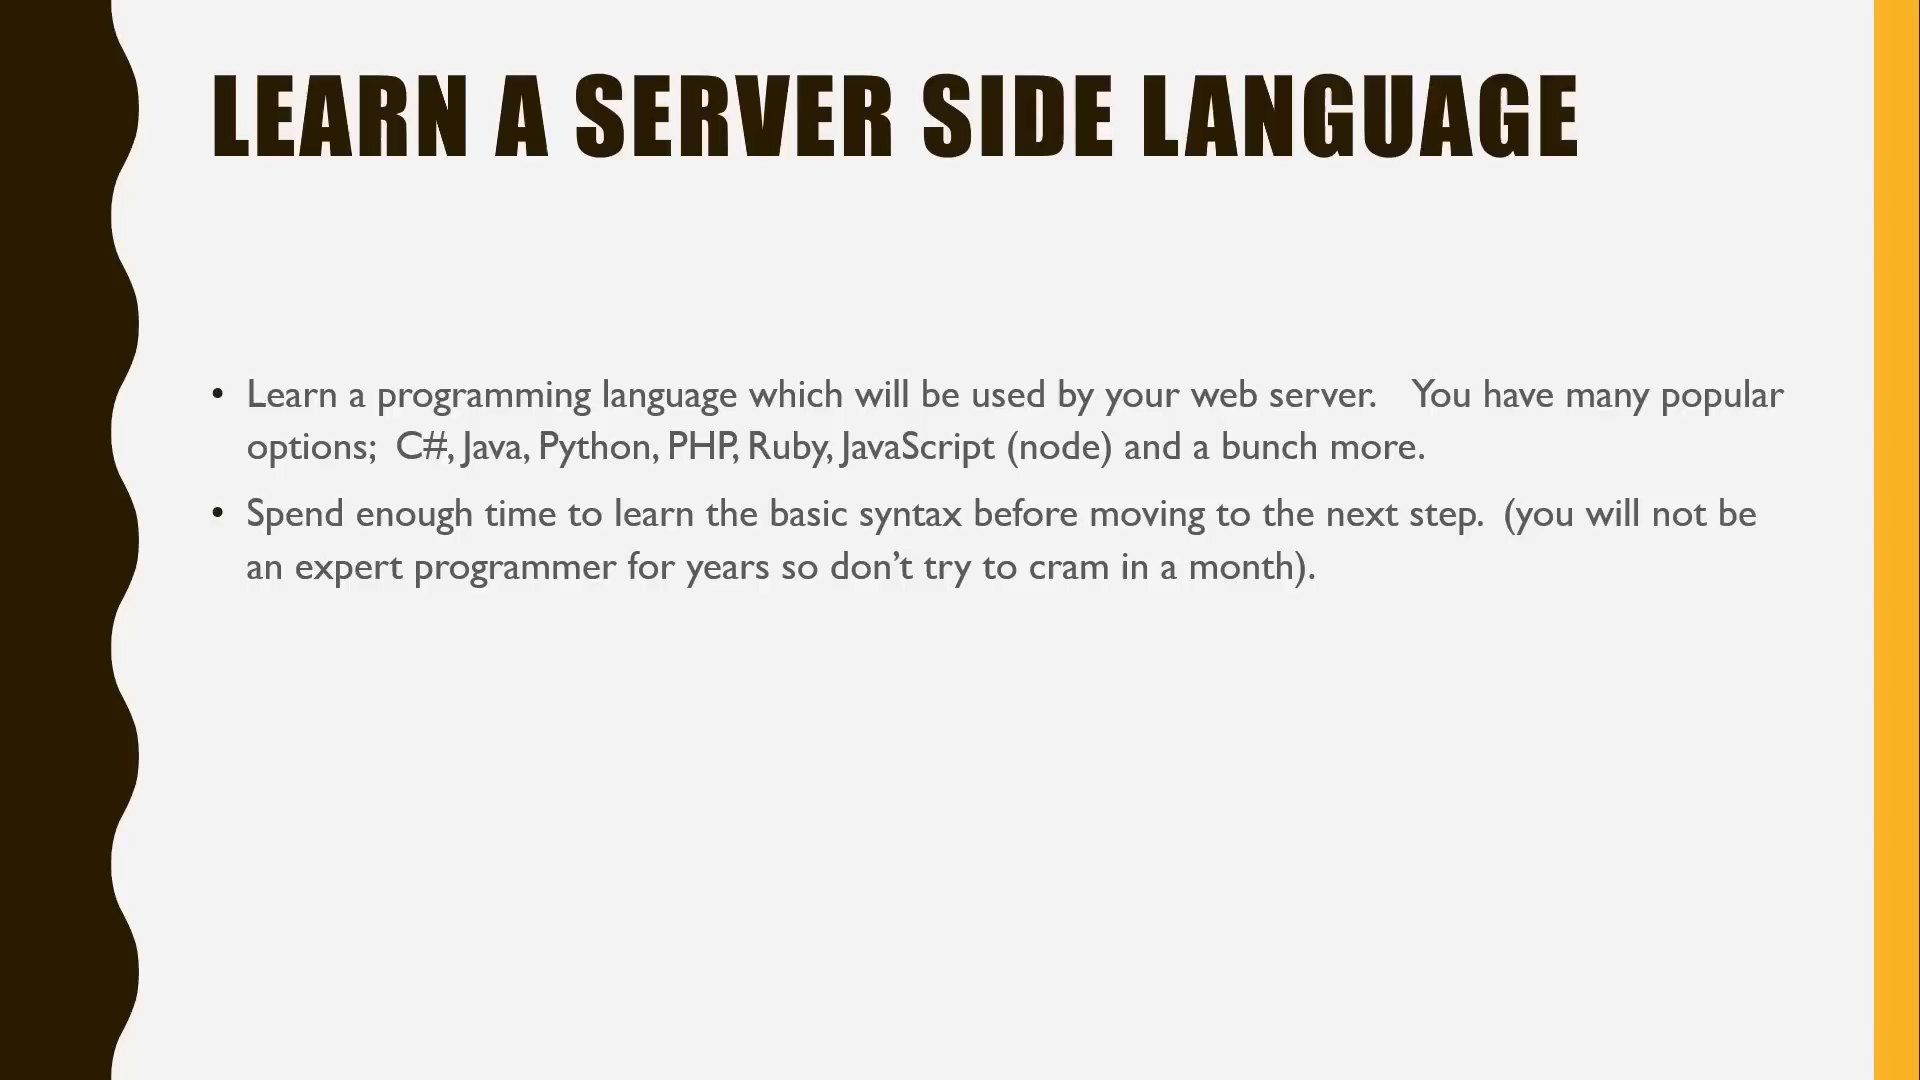 LEARN A SERVER SIDE LANGUAGE
• Learn a programming language which will be used by your web server.   You have many popular
options;  C#, Java, Python, PHP, Ruby, JavaScript (node) and a bunch more.
• Spend enough time to learn the basic syntax before moving to the next step.  (you will not be
an expert programmer for years so don’t try to cram in a month).